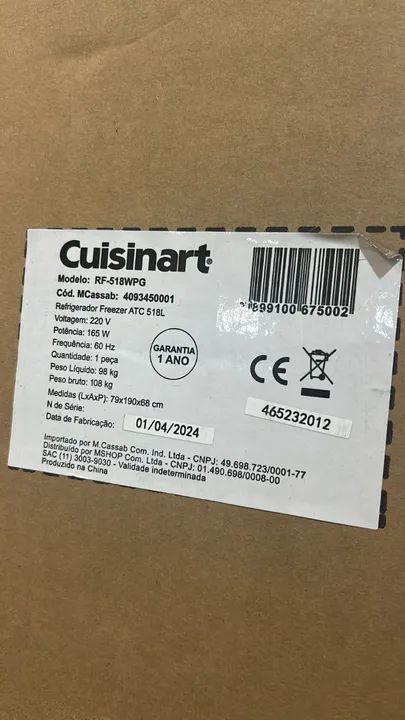 Cuisinart
Modelo: RF-518WPG
Cód. MCassab: 4093450001
Refrigerador Freezer ATC 518L
Voltagem: 220 V
Potência: 165 W
Frequência: 60 Hz
Quantidade: 1 peça
Peso Líquido: 98 kg
Peso bruto: 108 kg
Medidas (LxAxP): 79x190x68 cm
N de Série:
Data de Fabricação: 01/04/2024
GARANTIA
1 ANO
899100 675002
CE
465232012
Importado por M.Cassab Com. Ind. Ltda - CNPJ: 49.698.723/0001-77
Distribuído por MSHOP Com. Ltda - CNPJ: 01.490.698/0008-00
SAC (11) 3003-9030 - Validade indeterminada
Produzido na China